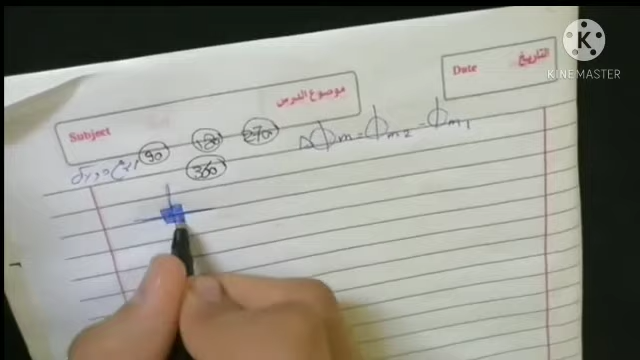 KINEMASTER
التاريخ
Date
موضوع الدرس
Subject
90 180 270
ΔΦm = Φm2 - Φm1
360